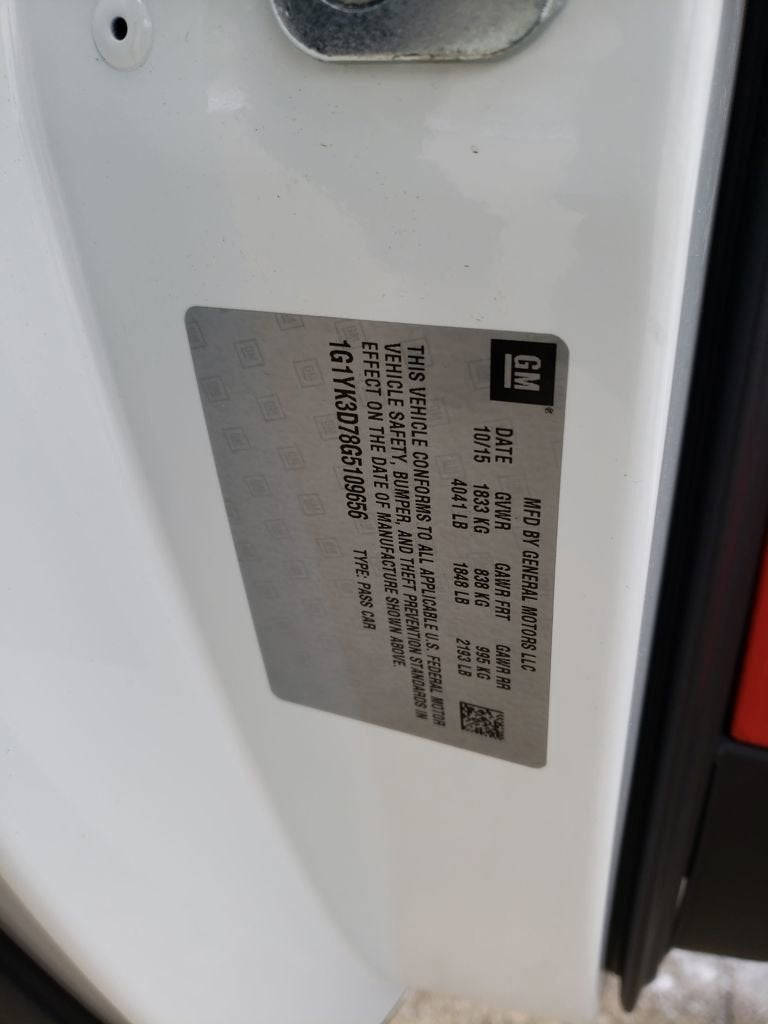 GM®
MFD BY GENERAL MOTORS LLC
DATE GVWR GAWR FRT GAWR RR
10/15 1833 KG 838 KG 995 KG
4041 LB 1848 LB 2193 LB
THIS VEHICLE CONFORMS TO ALL APPLICABLE U.S. FEDERAL MOTOR
VEHICLE SAFETY, BUMPER, AND THEFT PREVENTION STANDARDS IN
EFFECT ON THE DATE OF MANUFACTURE SHOWN ABOVE.
1G1YK3D78G5109656 TYPE: PASS CAR